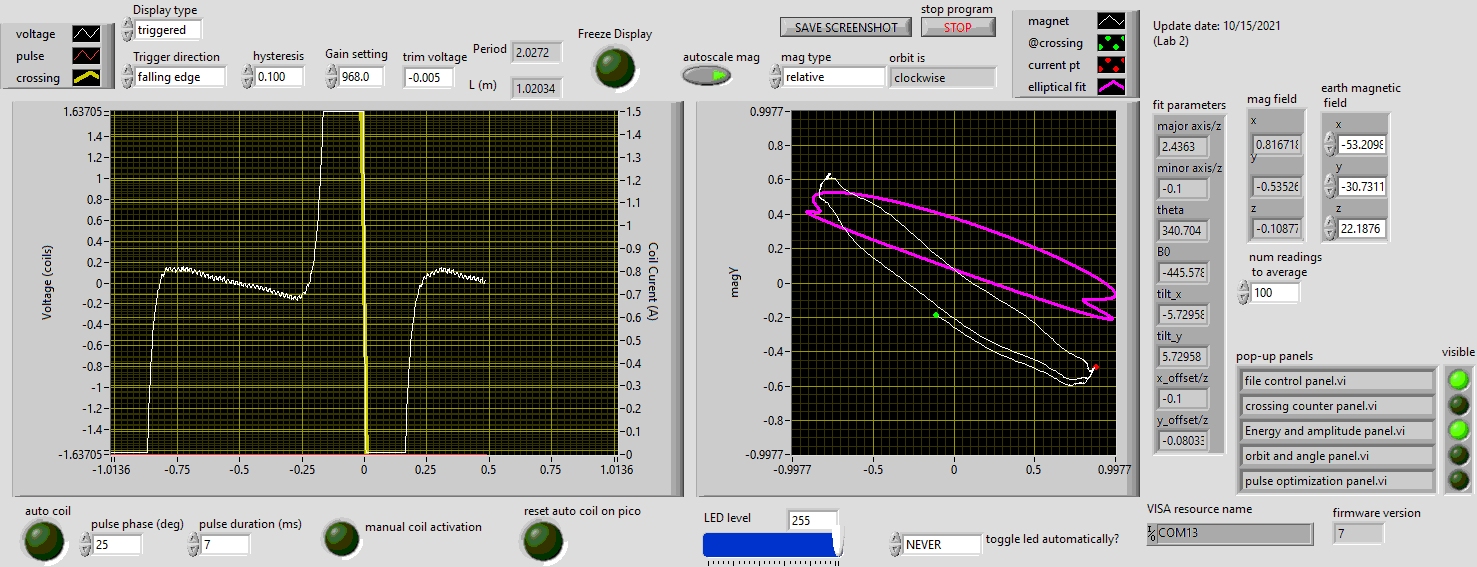 voltage
pulse
crossing
Display type
triggered
Trigger direction
falling edge
hysteresis
0.100
Gain setting
968.0
trim voltage
-0.005
Period
2.0272
L (m)
1.02034
Freeze Display
SAVE SCREENSHOT
stop program
STOP
autoscale mag
mag type
relative
orbit is
clockwise
magnet
@crossing
current pt
elliptical fit
Update date: 10/15/2021
(Lab 2)
Voltage (coils)
1.63705
1.4
1.2
1
0.8
0.6
0.4
0.2
0
-0.2
-0.4
-0.6
-0.8
-1
-1.2
-1.4
-1.63705
-1.0136
-0.75
-0.5
-0.25
0
0.25
0.5
0.75
1.0136
1.5
1.4
1.3
1.2
1.1
1
0.9
0.8
0.7
0.6
0.5
0.4
0.3
0.2
0.1
0
Coil Curent (A)
magy
0.9977
0.8
0.6
0.4
0.2
0
-0.2
-0.4
-0.6
-0.8
-0.9977
-0.9977
-0.5
0
0.5
0.9977
fit parameters
major axis/z
2.4363
minor axis/z
-0.1
theta
340.704
B0
-445.578
tilt_x
-5.72958
tilt_y
5.72958
x_offset/z
-0.1
y_offset/z
-0.0803
mag field
x
0.816718
y
-0.53526
z
-0.10877
earth magnetic
field
x
-53.2098
y
-30.7311
z
22.1876
num readings
to average
100
pop-up panels
visible
file control panel.vi
crossing counter panel.vi
Energy and amplitude panel.vi
orbit and angle panel.vi
pulse optimization panel.vi
auto coil
pulse phase (deg)
25
pulse duration (ms)
7
manual coil activation
reset auto coil on pico
LED level
255
NEVER
toggle led automatically?
VISA resource name
COM13
firmware version
7